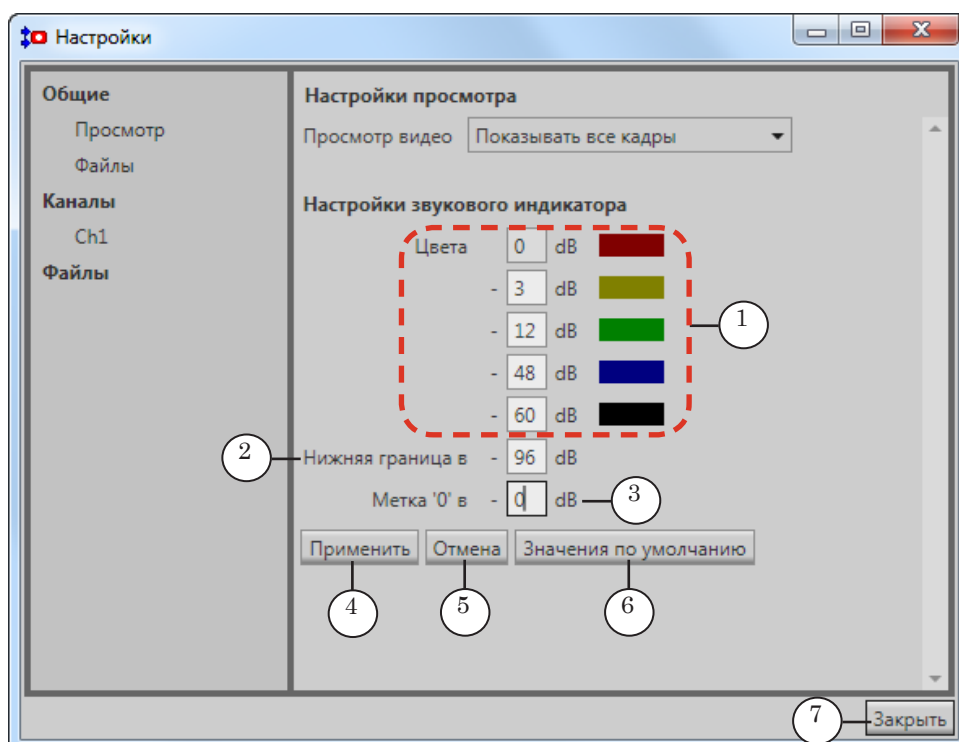 Настройки
Общие
Просмотр
Файлы
Каналы
Ch1
Файлы
Настройки просмотра
Просмотр видео Показывать все кадры
Настройки звукового индикатора
Цвета 0 dB
- 3 dB
- 12 dB
1
- 48 dB
- 60 dB
2 Нижняя граница в - 96 dB
Метка '0' в - 0 dB 3
Применить Отмена Значения по умолчанию
4 5 6
7 Закрыть